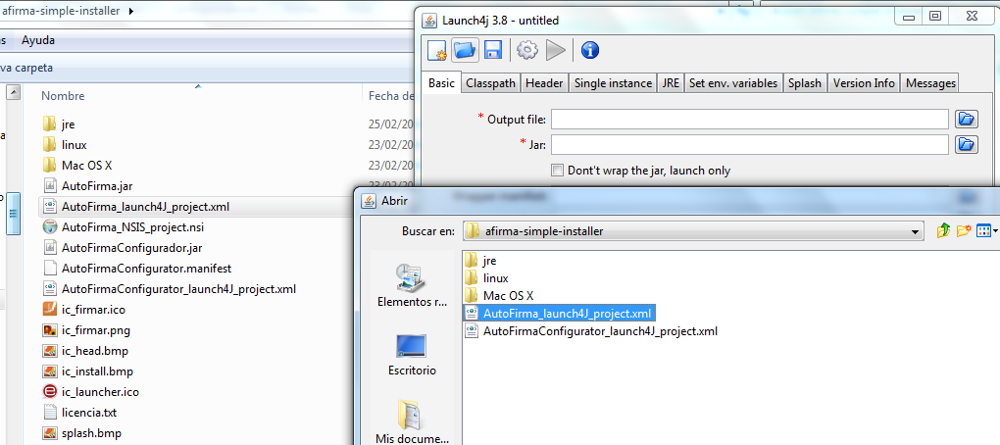 afirma-simple-installer
Ayuda
va carpeta
Nombre
Fecha de
jre
25/02/20
linux
23/02/20
Mac OS X
23/02/20
AutoFirma.jar
23/02/20
AutoFirma_launch4J_project.xml
AutoFirma_NSIS_project.nsi
AutoFirmaConfigurador.jar
AutoFirmaConfigurator.manifest
AutoFirmaConfigurator_launch4J_project.xml
ic_firmar.ico
ic_firmar.png
ic_head.bmp
ic_install.bmp
ic_launcher.ico
licencia.txt
splash.bmp
Launch4j 3.8 - untitled
Basic Classpath Header Single instance JRE Set env. variables Splash Version Info Messages
* Output file:
* Jar:
Dont't wrap the jar, launch only
Abrir
Buscar en: afirma-simple-installer
Elementos r...
Escritorio
Mis docume...
jre
linux
Mac OS X
AutoFirma_launch4J_project.xml
AutoFirmaConfigurator_launch4J_project.xml